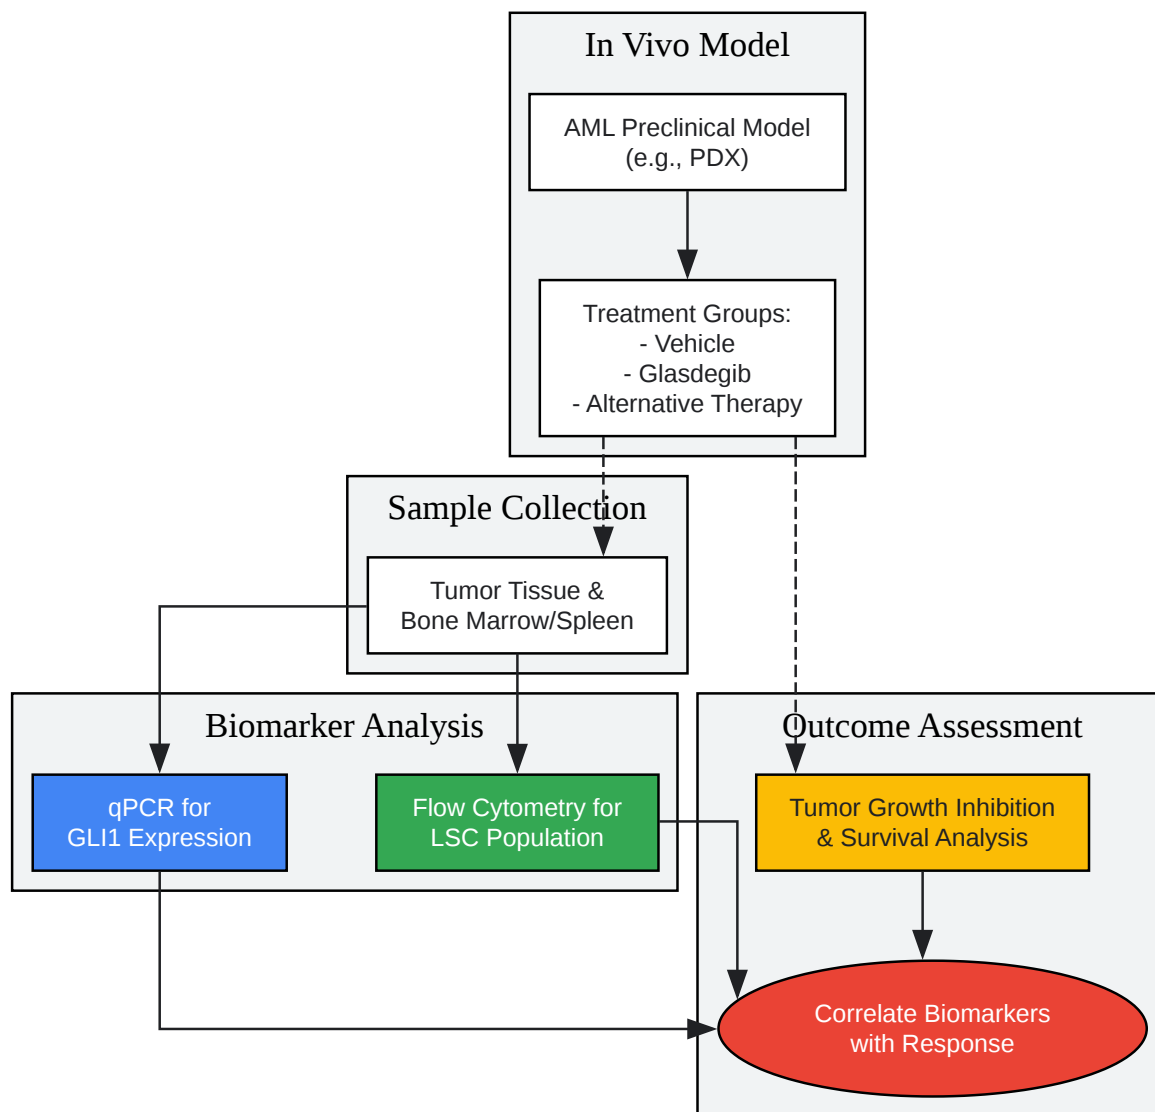 In Vivo Model
AML Preclinical Model
(e.g., PDX)
Treatment Groups:
- Vehicle
- Glasdegib
- Alternative Therapy
Sample Collection
Tumor Tissue &
Bone Marrow/Spleen
Biomarker Analysis
qPCR for
GLI1 Expression
Flow Cytometry for
LSC Population
Outcome Assessment
Tumor Growth Inhibition
& Survival Analysis
Correlate Biomarkers
with Response